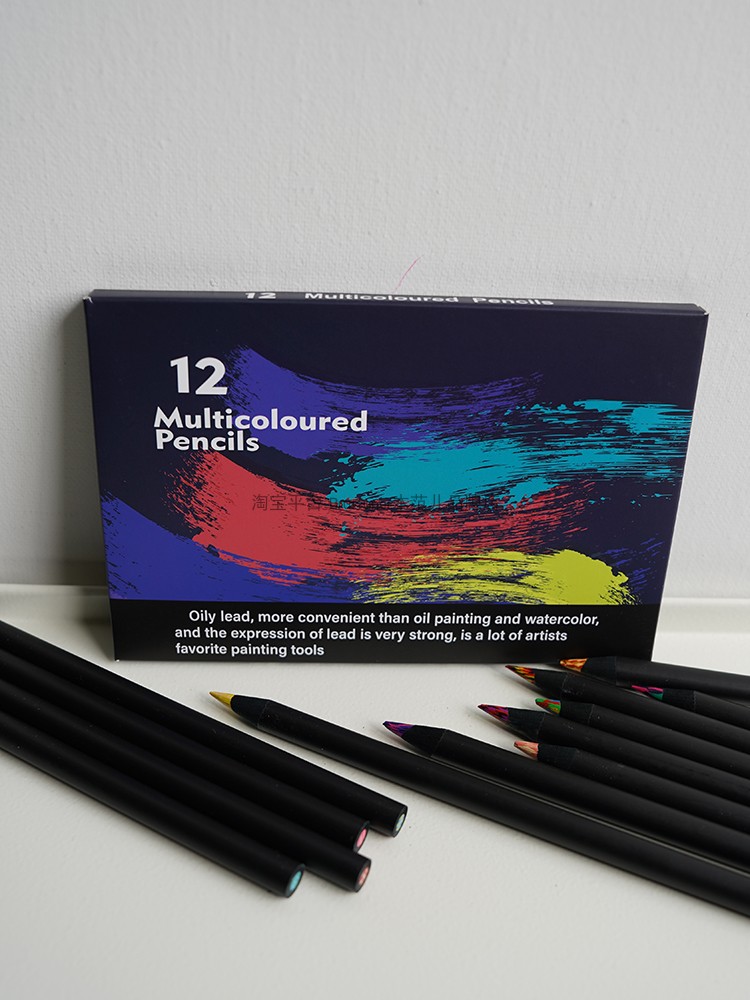 12 Multicoloured Pencils
12
Multicoloured
Pencils
Oily lead, more convenient than oil painting and watercolor,
and the expression of lead is very strong, is a lot of artists
favorite painting tools